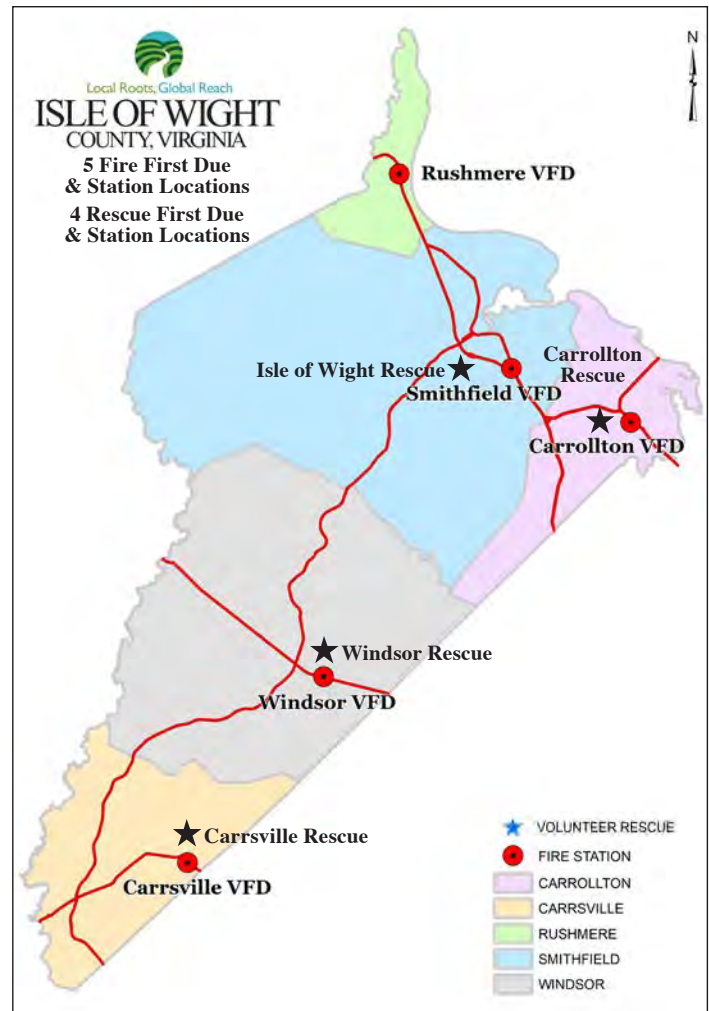 Local Roots, Global Reach
ISLE OF WIGHT
COUNTY, VIRGINIA
5 Fire First Due
& Station Locations
4 Rescue First Due
& Station Locations
N
Rushmere VFD
Isle of Wight Rescue
Smithfield VFD
Carrollton
Rescue
Carrollton VFD
Windsor Rescue
Windsor VFD
Carrsville Rescue
Carrsville VFD
VOLUNTEER RESCUE
FIRE STATION
CARROLLTON
CARRSVILLE
RUSHMERE
SMITHFIELD
WINDSOR